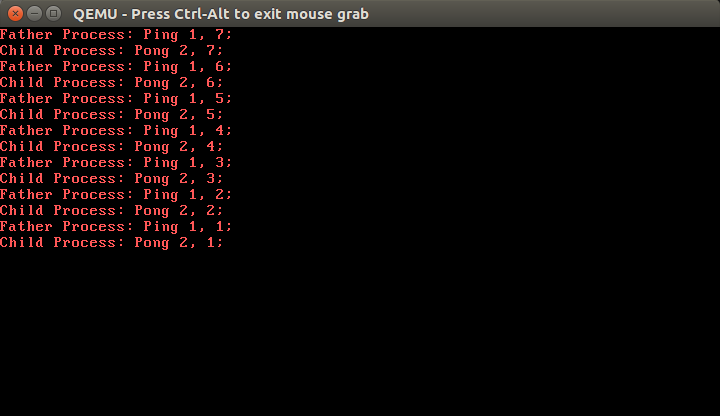 QEMU - Press Ctrl-Alt to exit mouse grab
Father Process: Ping 1, 7;
Child Process: Pong 2, 7;
Father Process: Ping 1, 6;
Child Process: Pong 2, 6;
Father Process: Ping 1, 5;
Child Process: Pong 2, 5;
Father Process: Ping 1, 4;
Child Process: Pong 2, 4;
Father Process: Ping 1, 3;
Child Process: Pong 2, 3;
Father Process: Ping 1, 2;
Child Process: Pong 2, 2;
Father Process: Ping 1, 1;
Child Process: Pong 2, 1;